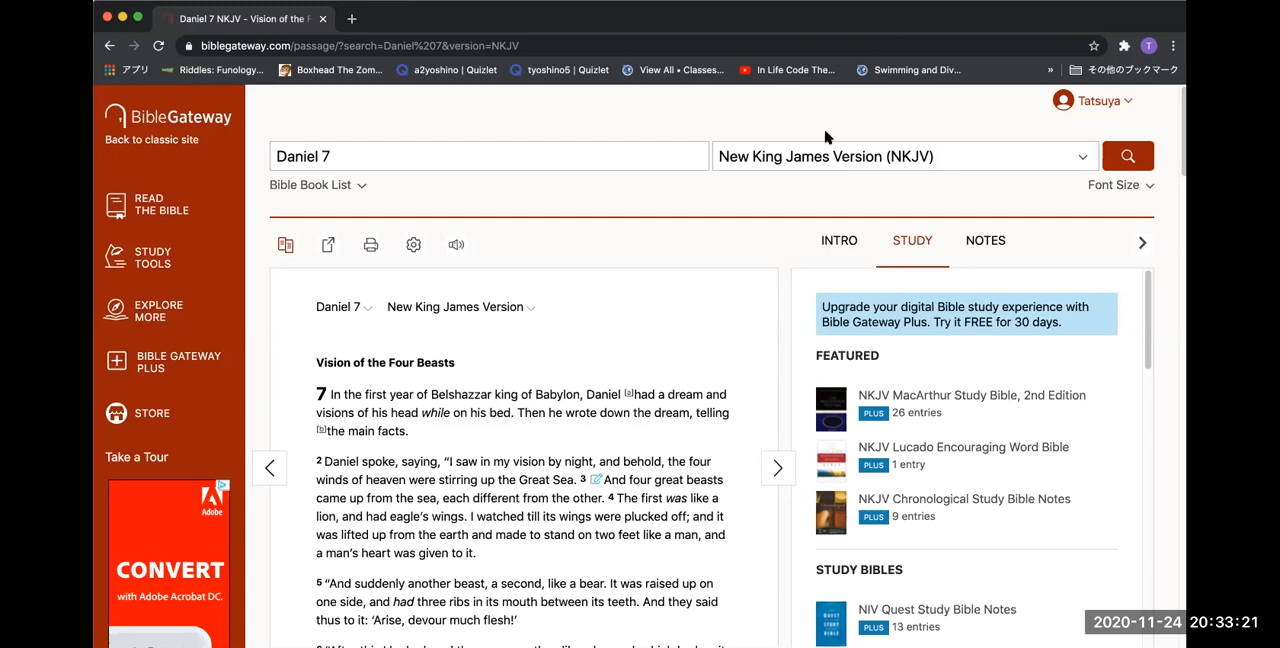 Daniel 7 NKJV - Vision of the F
biblegateway.com/passage/?search=Daniel%207&version=NKJV
T
アプリ
Riddles: Funology...
Boxhead The Zom...
a2yoshino | Quizlet
tyoshino5 | Quizlet
View All • Classes...
In Life Code The...
Swimming and Div...
»
その他のブックマーク
BibleGateway
Back to classic site
READ
THE BIBLE
STUDY
TOOLS
EXPLORE
MORE
BIBLE GATEWAY
PLUS
STORE
Take a Tour
Adobe
CONVERT
with Adobe Acrobat DC.
Tatsuya
Daniel 7
New King James Version (NKJV)
Bible Book List
Font Size
INTRO
STUDY
NOTES
Daniel 7
New King James Version
Vision of the Four Beasts
7 In the first year of Belshazzar king of Babylon, Daniel [a]had a dream and
visions of his head while on his bed. Then he wrote down the dream, telling
[b]the main facts.
2 Daniel spoke, saying, “I saw in my vision by night, and behold, the four
winds of heaven were stirring up the Great Sea. 3 And four great beasts
came up from the sea, each different from the other. 4 The first was like a
lion, and had eagle’s wings. I watched till its wings were plucked off; and it
was lifted up from the earth and made to stand on two feet like a man, and
a man’s heart was given to it.
5 “And suddenly another beast, a second, like a bear. It was raised up on
one side, and had three ribs in its mouth between its teeth. And they said
thus to it: ‘Arise, devour much flesh!’
Upgrade your digital Bible study experience with
Bible Gateway Plus. Try it FREE for 30 days.
FEATURED
NKJV MacArthur Study Bible, 2nd Edition
PLUS 26 entries
NKJV Lucado Encouraging Word Bible
PLUS 1 entry
NKJV Chronological Study Bible Notes
PLUS 9 entries
STUDY BIBLES
NIV Quest Study Bible Notes
PLUS 13 entries
2020-11-24 20:33:21